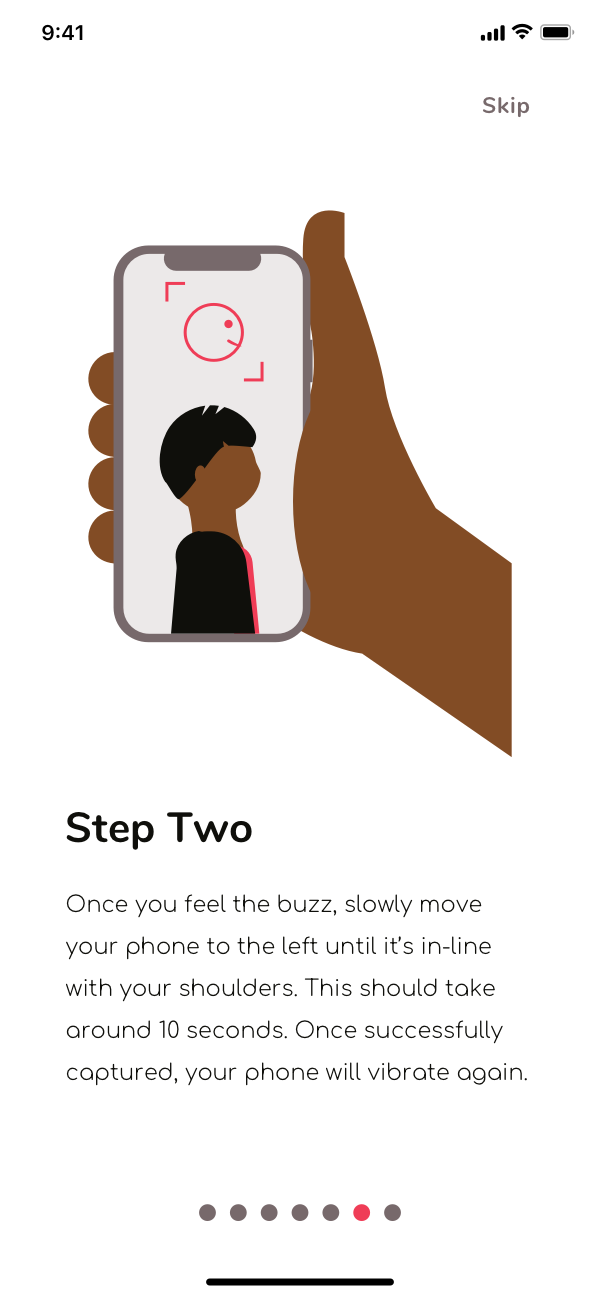 9:41
Skip
Step Two
Once you feel the buzz, slowly move
your phone to the left until it’s in-line
with your shoulders. This should take
around 10 seconds. Once successfully
captured, your phone will vibrate again.